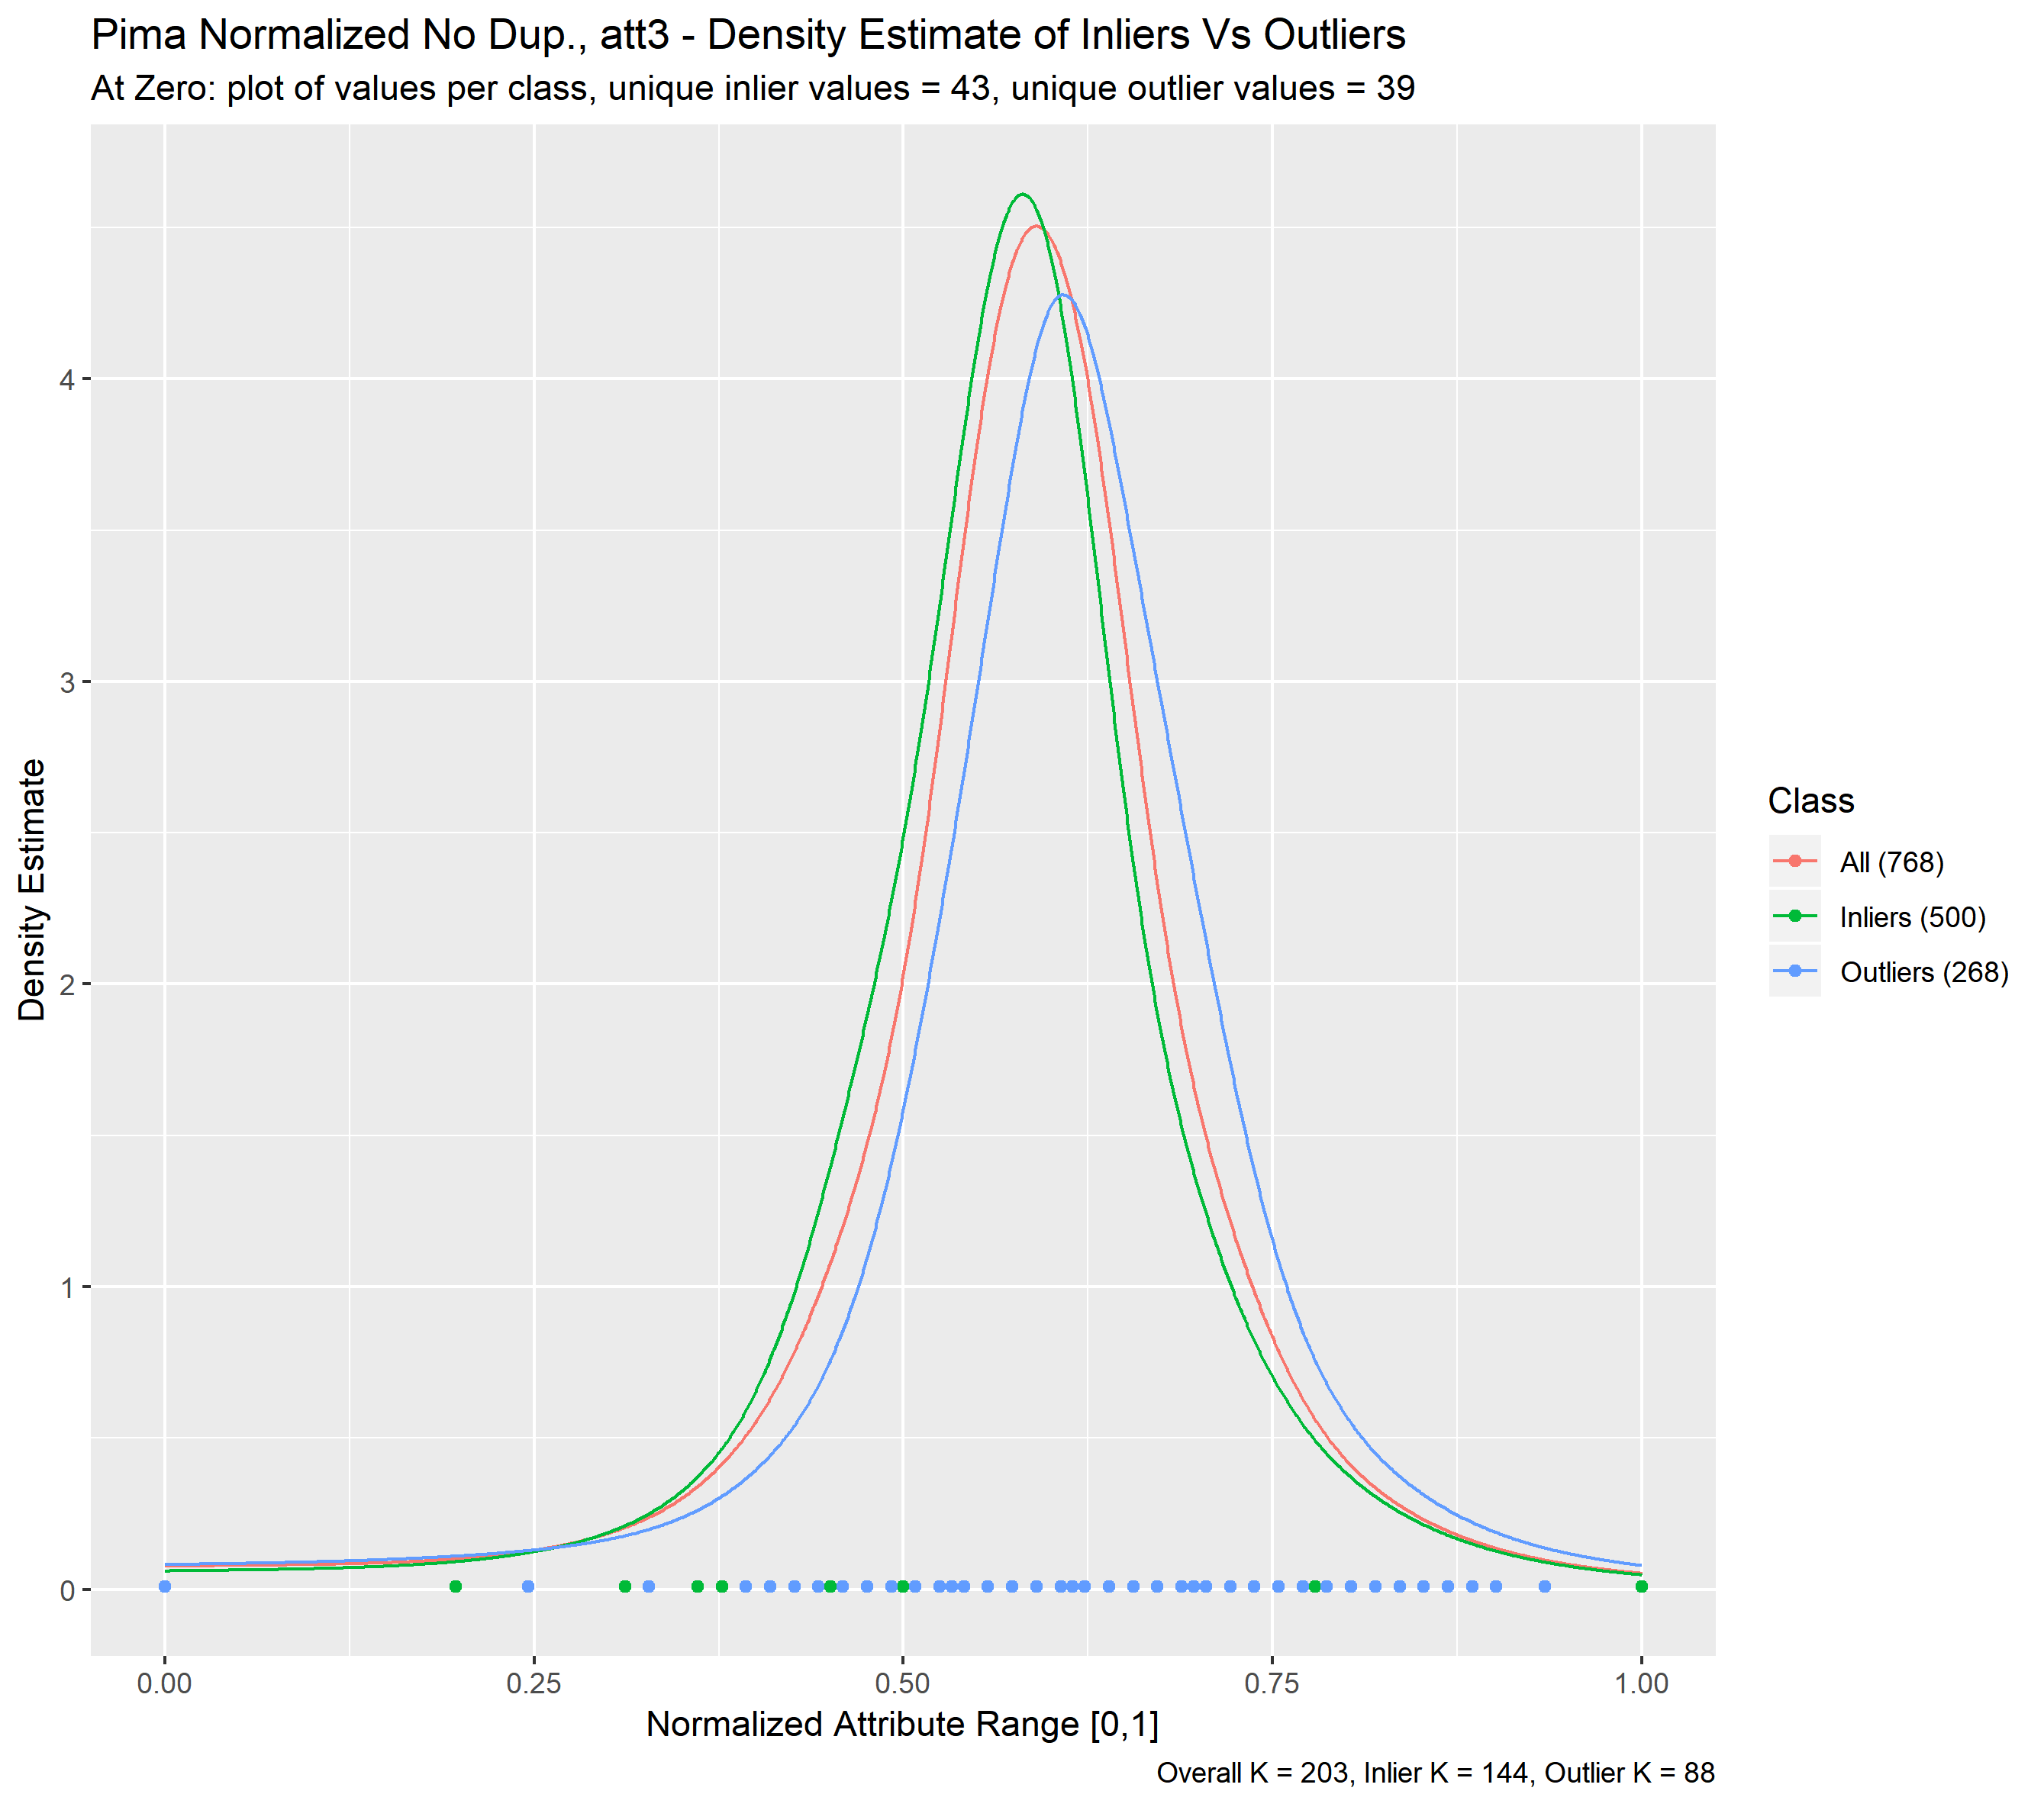 Pima Normalized No Dup., att3 - Density Estimate of Inliers Vs Outliers
At Zero: plot of values per class, unique inlier values = 43, unique outlier values = 39
Density Estimate
4
3
2
1
0
0.00 0.25 0.50 0.75 1.00
Normalized Attribute Range [0,1]
Overall K = 203, Inlier K = 144, Outlier K = 88
Class
All (768)
Inliers (500)
Outliers (268)